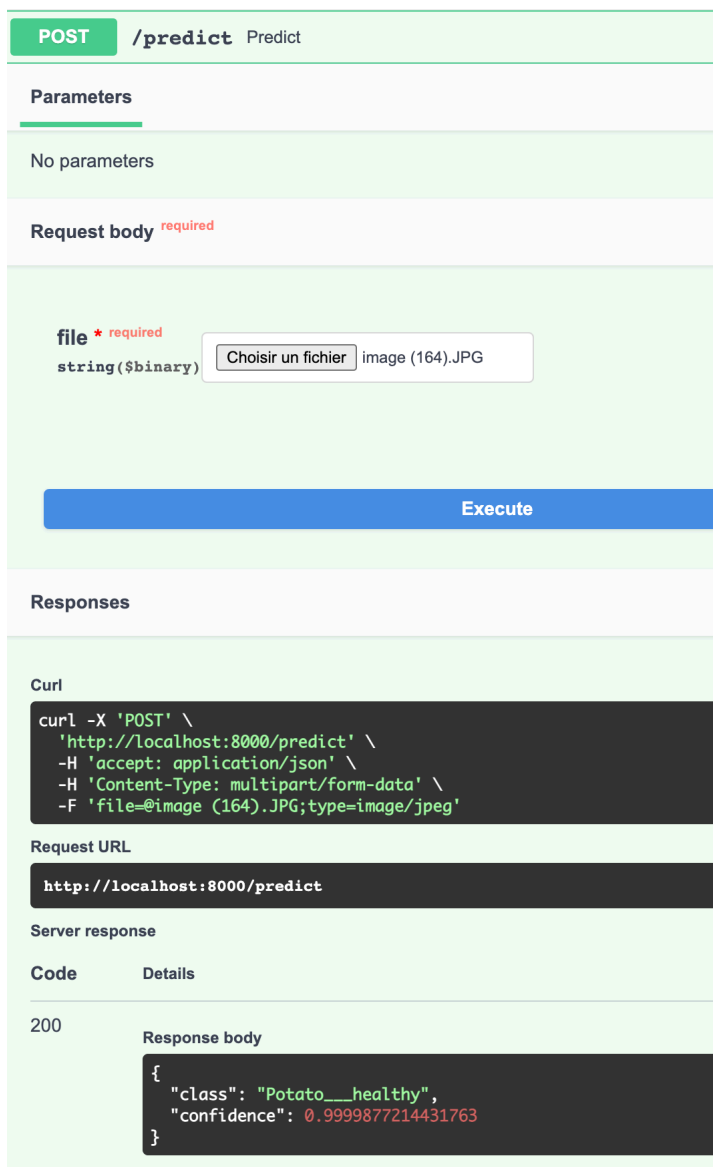 POST /predict Predict
Parameters
No parameters
Request body required
file * required
string($binary)
Choisir un fichier image (164).JPG
Execute
Responses
Curl
curl -X 'POST' \
  'http://localhost:8000/predict' \
  -H 'accept: application/json' \
  -H 'Content-Type: multipart/form-data' \
  -F 'file=@image (164).JPG;type=image/jpeg'
Request URL
http://localhost:8000/predict
Server response
Code Details
200
Response body
{
  "class": "Potato___healthy",
  "confidence": 0.9999877214431763
}